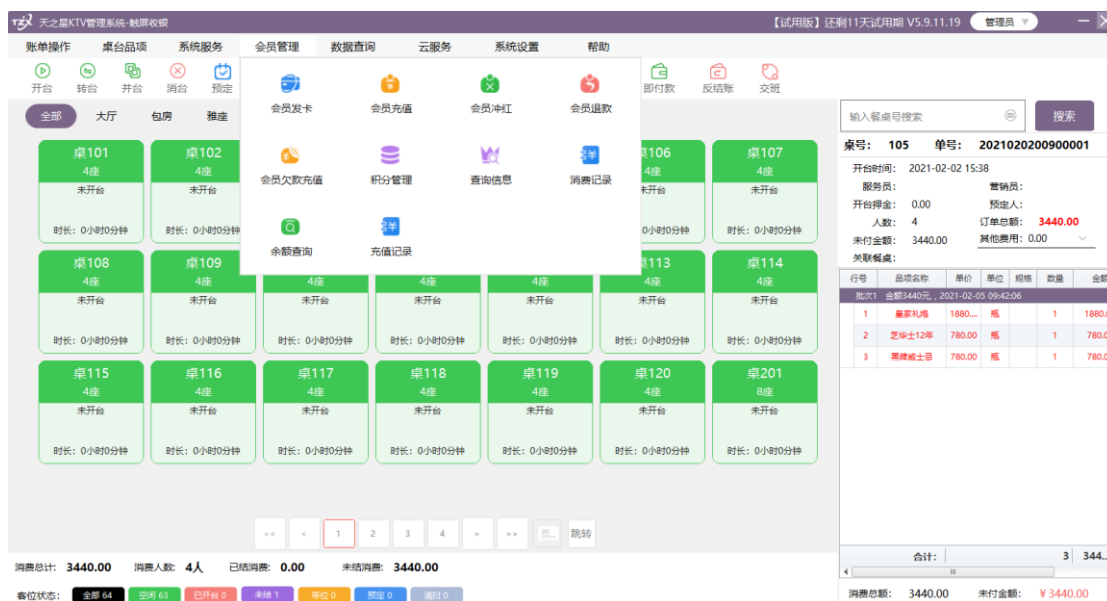 TZX 天之星KTV管理系统-触屏收银 【试用版】还剩11天试用期 V5.9.11.19 管理员
账单操作 桌台品项 系统服务 会员管理 数据查询 云服务 系统设置 帮助
开台 转台 并台 消台 预定 即付款 反结账 交班
会员发卡 会员充值 会员冲红 会员退款
会员欠款充值 积分管理 查询信息 消费记录
余额查询 充值记录
全部 大厅 包房 雅座
桌101 桌102 桌106 桌107
4座 4座 4座 4座
未开台 未开台 未开台 未开台
时长：0小时0分钟 时长：0小时0分钟 0小时0分钟 时长：0小时0分钟
桌108 桌109 桌113 桌114
4座 4座 4座 4座 4座 4座 4座
未开台 未开台 未开台 未开台 未开台 未开台 未开台
时长：0小时0分钟 时长：0小时0分钟 时长：0小时0分钟 时长：0小时0分钟 时长：0小时0分钟 时长：0小时0分钟 时长：0小时0分钟
桌115 桌116 桌117 桌118 桌119 桌120 桌201
4座 4座 4座 4座 4座 4座 8座
未开台 未开台 未开台 未开台 未开台 未开台 未开台
时长：0小时0分钟 时长：0小时0分钟 时长：0小时0分钟 时长：0小时0分钟 时长：0小时0分钟 时长：0小时0分钟 时长：0小时0分钟
<< < 1 2 3 4 > >> 页... 跳转
消费总计: 3440.00 消费人数: 4人 已结消费: 0.00 未结消费: 3440.00
客位状态: 全部 64 空闲 63 已开台 0 未结 1 带位 0 预定 0 清扫 0
输入餐桌号搜索 搜索
桌号: 105 单号: 2021020200900001
开台时间: 2021-02-02 15:38
服务员: 营销员:
开台押金: 0.00 预定人:
人数: 4 订单总额: 3440.00
未付金额: 3440.00 其他费用: 0.00
关联餐桌:
行号 品项名称 单价 单位 规格 数量 金额
批次1 金额3440元, , 2021-02-05 09:42:06
1 皇家礼炮 1880.... 瓶 1 1880.
2 芝华士12年 780.00 瓶 1 780.0
3 黑牌威士忌 780.00 瓶 1 780.0
合计: 3 344...
消费总额: 3440.00 未付金额: ¥3440.00